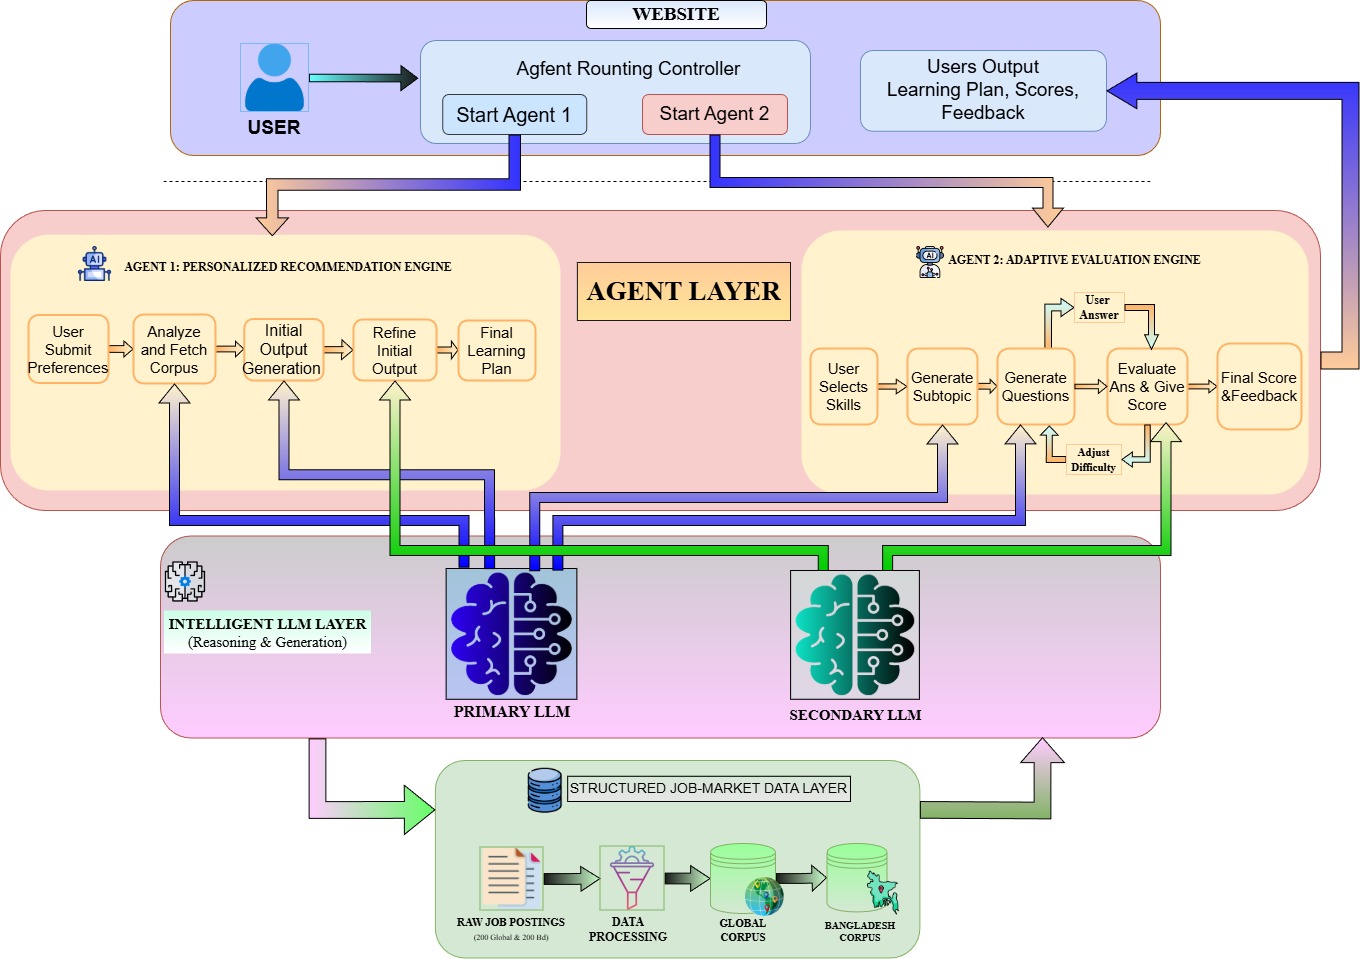 WEBSITE
USER
Agfent Rounting Controller
Start Agent 1
Start Agent 2
Users Output
Learning Plan, Scores,
Feedback
AI
AGENT 1: PERSONALIZED RECOMMENDATION ENGINE
AGENT LAYER
AI
AGENT 2: ADAPTIVE EVALUATION ENGINE
User
Submit
Preferences
Analyze
and Fetch
Corpus
Initial
Output
Generation
Refine
Initial
Output
Final
Learning
Plan
User
Answer
User
Selects
Skills
Generate
Subtopic
Generate
Questions
Evaluate
Ans & Give
Score
Final Score
&Feedback
Adjust
Difficulty
INTELLIGENT LLM LAYER
(Reasoning & Generation)
PRIMARY LLM
SECONDARY LLM
STRUCTURED JOB-MARKET DATA LAYER
RAW JOB POSTINGS
(200 Global & 200 Bd)
DATA
PROCESSING
GLOBAL
CORPUS
BANGLADESH
CORPUS